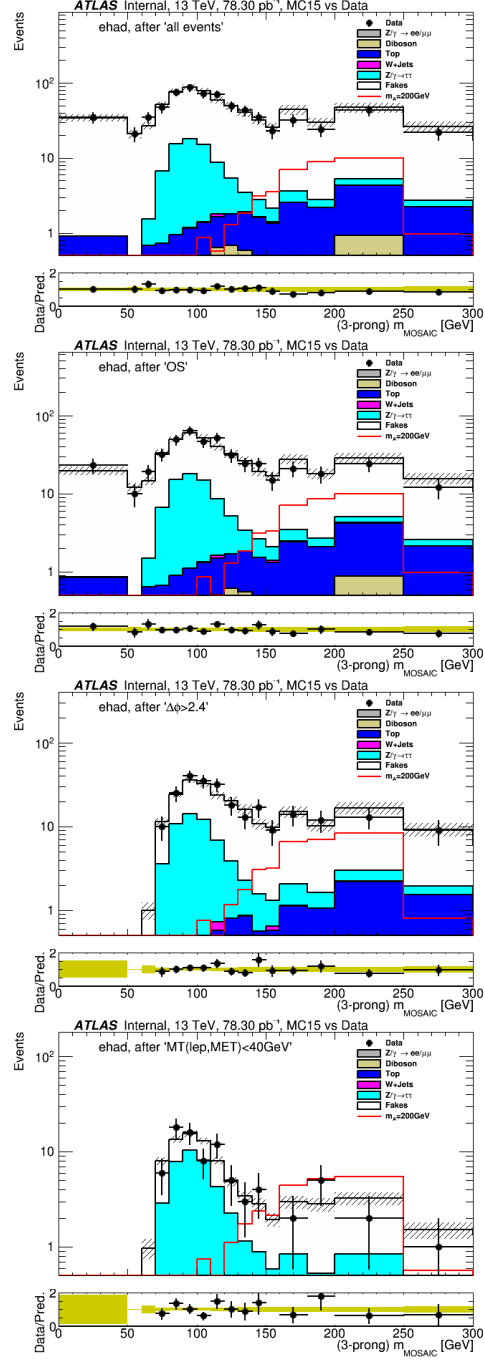 ATLAS Internal, 13 TeV, 78.30 pb⁻¹, MC15 vs Data
Events
ehad, after 'all events'
Data
Z/γ → ee/μμ
Diboson
Top
W+Jets
Z/γ→ττ
Fakes
m_A=200GeV
10²
10
1
Data/Pred.
2
0
0 50 100 150 200 250 300
(3-prong) m_MOSAIC [GeV]
ATLAS Internal, 13 TeV, 78.30 pb⁻¹, MC15 vs Data
Events
ehad, after 'OS'
Data
Z/γ → ee/μμ
Diboson
Top
W+Jets
Z/γ→ττ
Fakes
m_A=200GeV
10²
10
1
Data/Pred.
2
0
0 50 100 150 200 250 300
(3-prong) m_MOSAIC [GeV]
ATLAS Internal, 13 TeV, 78.30 pb⁻¹, MC15 vs Data
Events
ehad, after 'Δϕ>2.4'
Data
Z/γ → ee/μμ
Diboson
Top
W+Jets
Z/γ→ττ
Fakes
m_A=200GeV
10²
10
1
Data/Pred.
2
0
0 50 100 150 200 250 300
(3-prong) m_MOSAIC [GeV]
ATLAS Internal, 13 TeV, 78.30 pb⁻¹, MC15 vs Data
Events
ehad, after 'MT(lep,MET)<40GeV'
Data
Z/γ → ee/μμ
Diboson
Top
W+Jets
Z/γ→ττ
Fakes
m_A=200GeV
10²
10
1
Data/Pred.
2
1
0
0 50 100 150 200 250 300
(3-prong) m_MOSAIC [GeV]